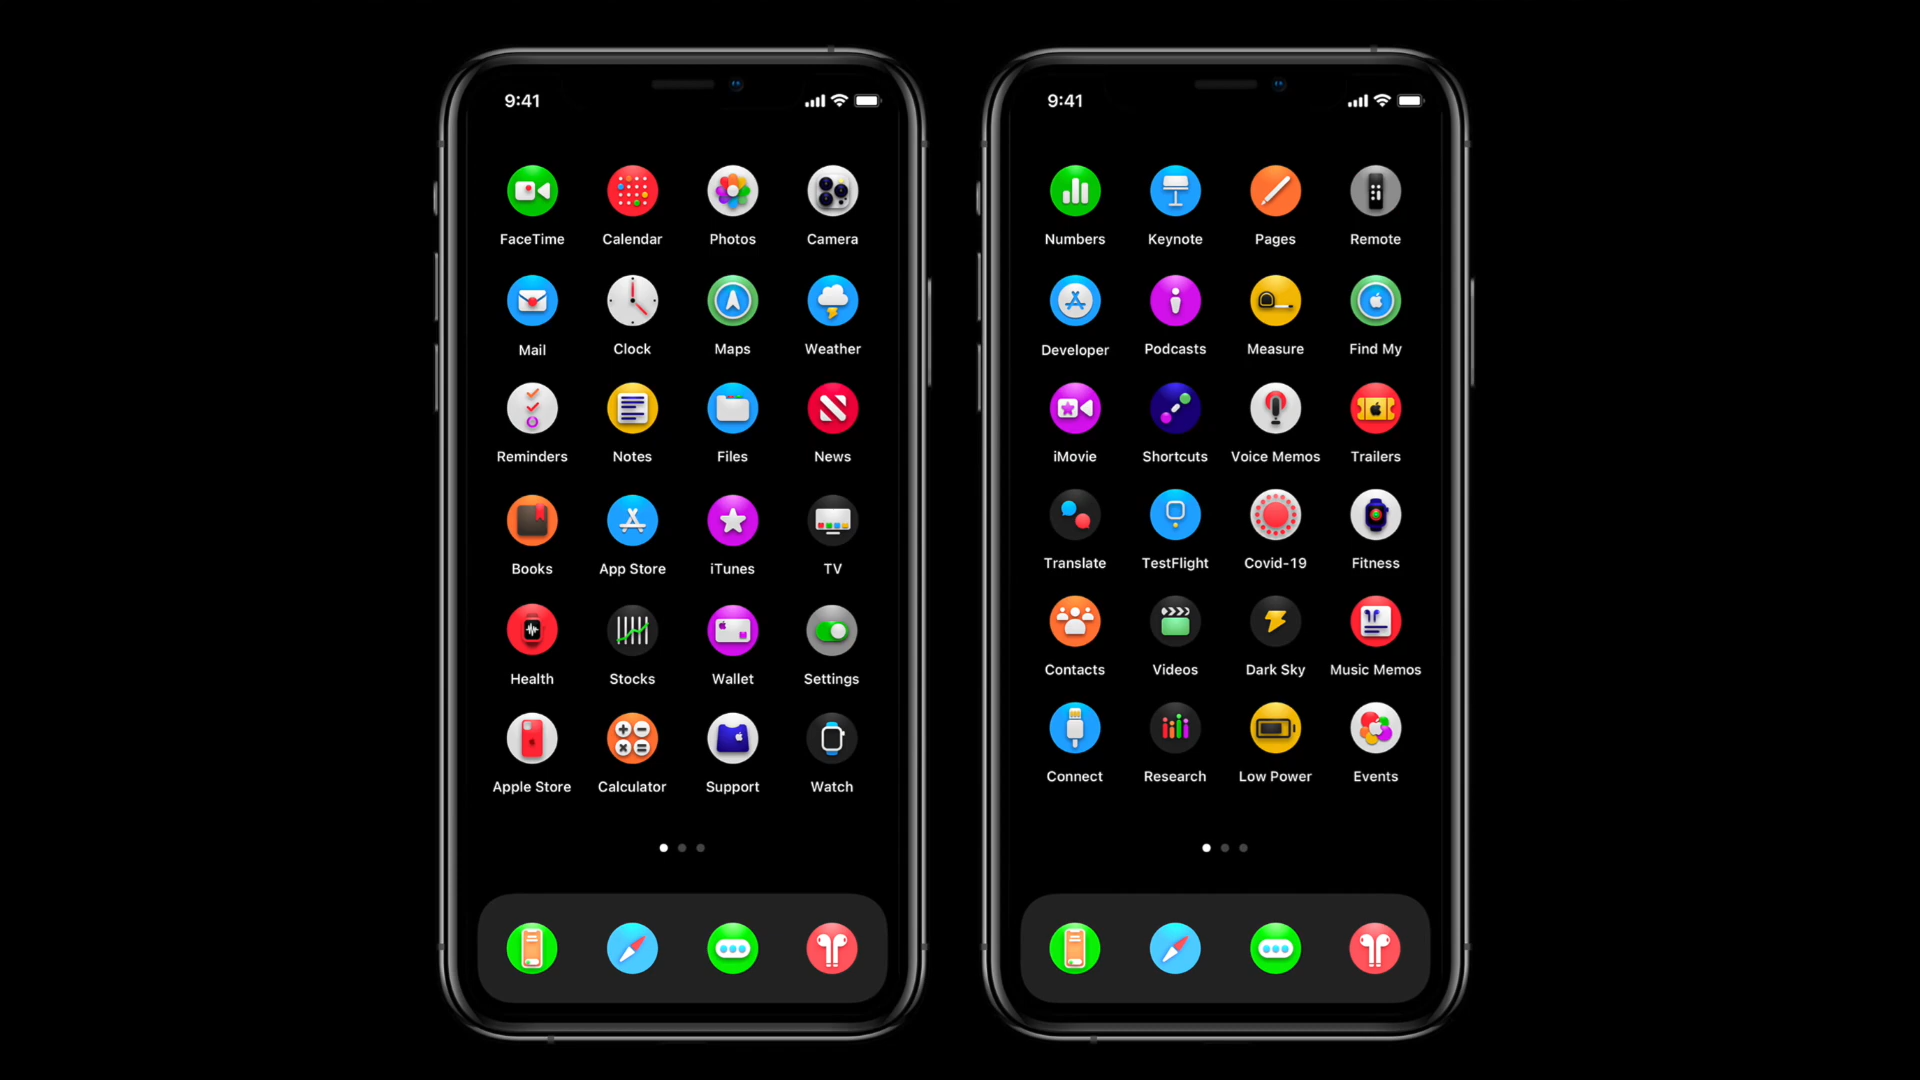 9:41
FaceTime Calendar Photos Camera
Mail Clock Maps Weather
Reminders Notes Files News
Books App Store iTunes TV
Health Stocks Wallet Settings
Apple Store Calculator Support Watch
9:41
Numbers Keynote Pages Remote
Developer Podcasts Measure Find My
iMovie Shortcuts Voice Memos Trailers
Translate TestFlight Covid-19 Fitness
Contacts Videos Dark Sky Music Memos
Connect Research Low Power Events